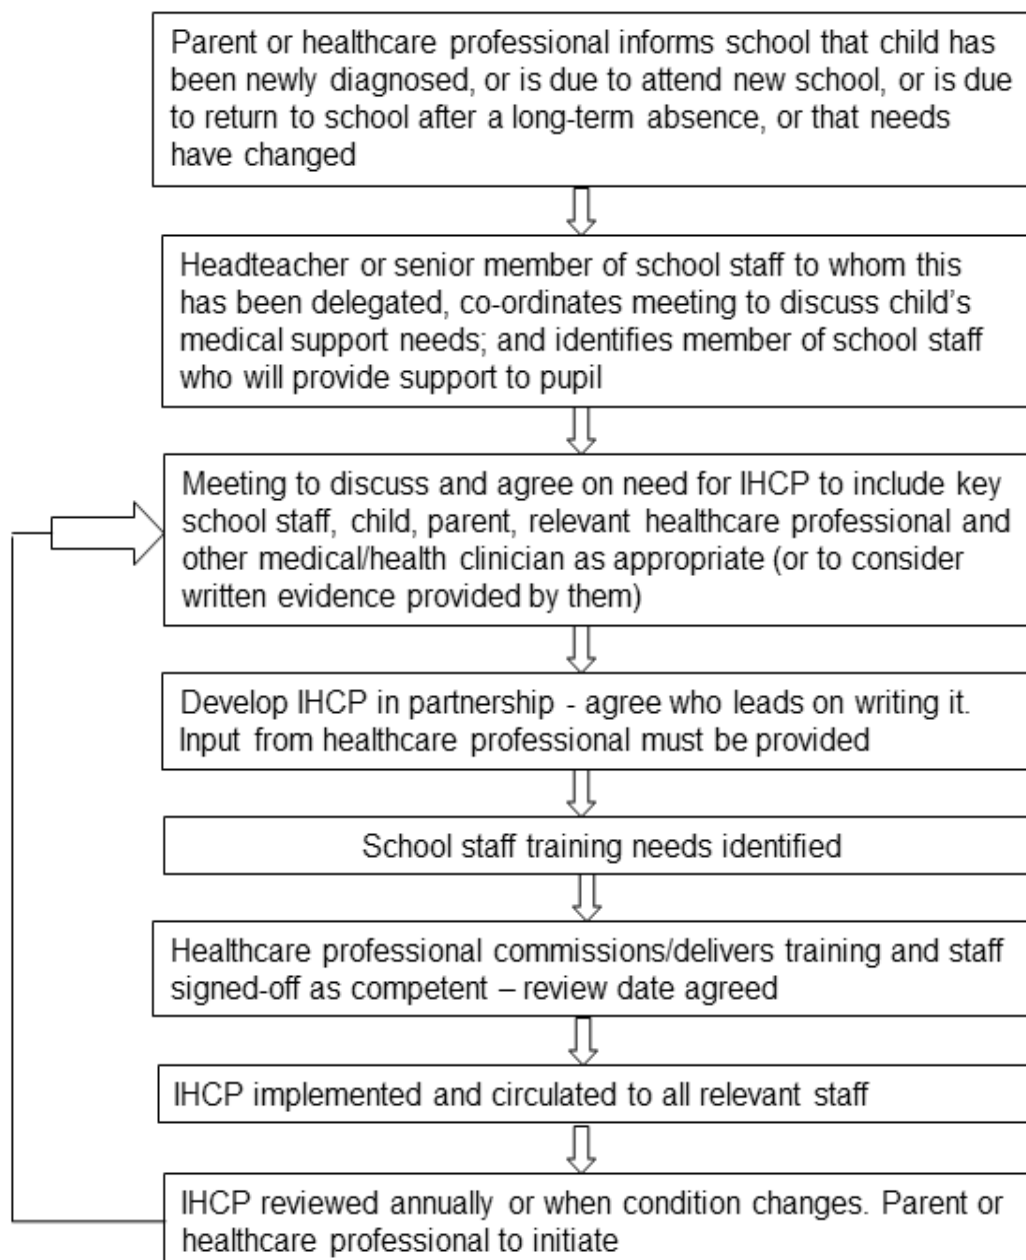 Parent or healthcare professional informs school that child has
been newly diagnosed, or is due to attend new school, or is due
to return to school after a long-term absence, or that needs
have changed
Headteacher or senior member of school staff to whom this
has been delegated, co-ordinates meeting to discuss child’s
medical support needs; and identifies member of school staff
who will provide support to pupil
Meeting to discuss and agree on need for IHCP to include key
school staff, child, parent, relevant healthcare professional and
other medical/health clinician as appropriate (or to consider
written evidence provided by them)
Develop IHCP in partnership - agree who leads on writing it.
Input from healthcare professional must be provided
School staff training needs identified
Healthcare professional commissions/delivers training and staff
signed-off as competent – review date agreed
IHCP implemented and circulated to all relevant staff
IHCP reviewed annually or when condition changes. Parent or
healthcare professional to initiate